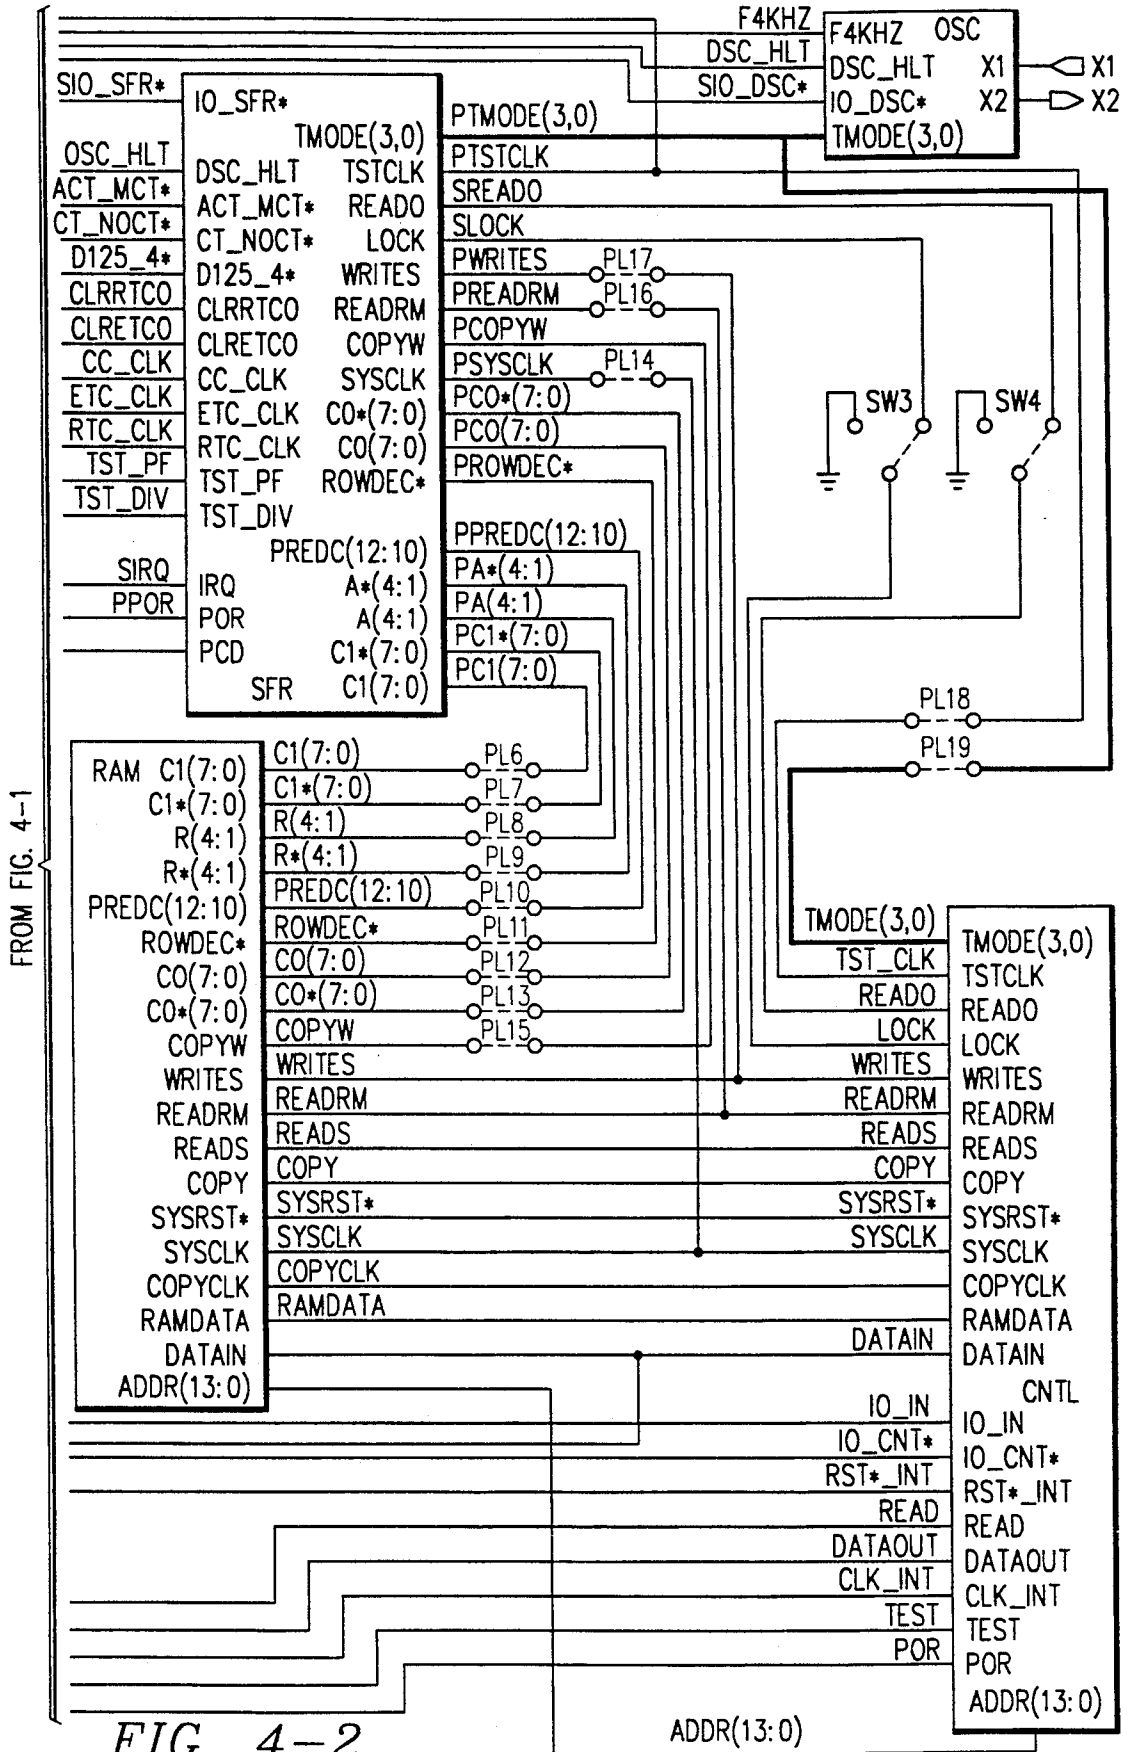 F4KHZ
DSC_HLT
SIO_DSC*
F4KHZ OSC
DSC_HLT X1
IO_DSC* X2
TMODE(3,0)
X1
X2
SIO_SFR*
OSC_HLT
ACT_MCT*
CT_NOCT*
D125_4*
CLRRTCO
CLRETCO
CC_CLK
ETC_CLK
RTC_CLK
TST_PF
TST_DIV
SIRQ
PPOR
IO_SFR*
TMODE(3,0)
DSC_HLT TSTCLK
ACT_MCT* READO
CT_NOCT* LOCK
D125_4* WRITES
CLRRTCO READRM
CLRETCO COPYW
CC_CLK SYSCLK
ETC_CLK CO*(7:0)
RTC_CLK CO(7:0)
TST_PF ROWDEC*
TST_DIV
PREDC(12:10)
IRQ A*(4:1)
POR A(4:1)
PCD C1*(7:0)
SFR C1(7:0)
PTMODE(3,0)
PTSTCLK
SREADO
SLOCK
PWRITES PL17
PREADRM PL16
PCOPYW
PSYSCLK PL14
PCO*(7:0)
PCO(7:0)
PROWDEC*
PPREDC(12:10)
PA*(4:1)
PA(4:1)
PC1*(7:0)
PC1(7:0)
SW3 SW4
PL18
PL19
FROM FIG. 4-1
RAM C1(7:0)
C1*(7:0)
R(4:1)
R*(4:1)
PREDC(12:10)
ROWDEC*
CO(7:0)
CO*(7:0)
COPYW
WRITES
READRM
READS
COPY
SYSRST*
SYSCLK
COPYCLK
RAMDATA
DATAIN
ADDR(13:0)
C1(7:0) PL6
C1*(7:0) PL7
R(4:1) PL8
R*(4:1) PL9
PREDC(12:10) PL10
ROWDEC* PL11
CO(7:0) PL12
CO*(7:0) PL13
COPYW PL15
WRITES
READRM
READS
COPY
SYSRST*
SYSCLK
COPYCLK
RAMDATA
TMODE(3,0)
TST_CLK
READO
LOCK
WRITES
READRM
READS
COPY
SYSRST*
SYSCLK
DATAIN
IO_IN
IO_CNT*
RST*_INT
READ
DATAOUT
CLK_INT
TEST
POR
TMODE(3,0)
TSTCLK
READO
LOCK
WRITES
READRM
READS
COPY
SYSRST*
SYSCLK
COPYCLK
RAMDATA
DATAIN
CNTL
IO_IN
IO_CNT*
RST*_INT
READ
DATAOUT
CLK_INT
TEST
POR
ADDR(13:0)
ADDR(13:0)
FIG. 4-2